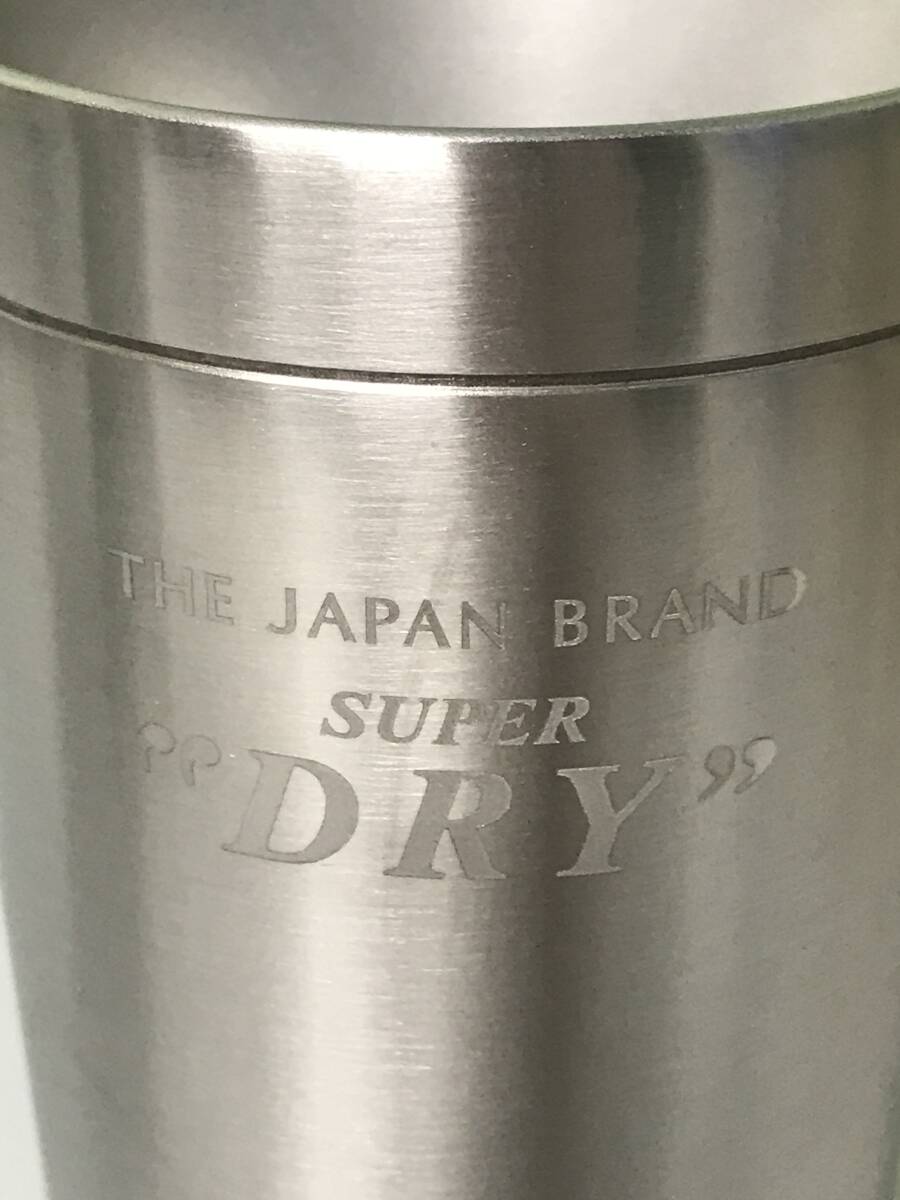 THE JAPAN BRAND
SUPER
“DRY”